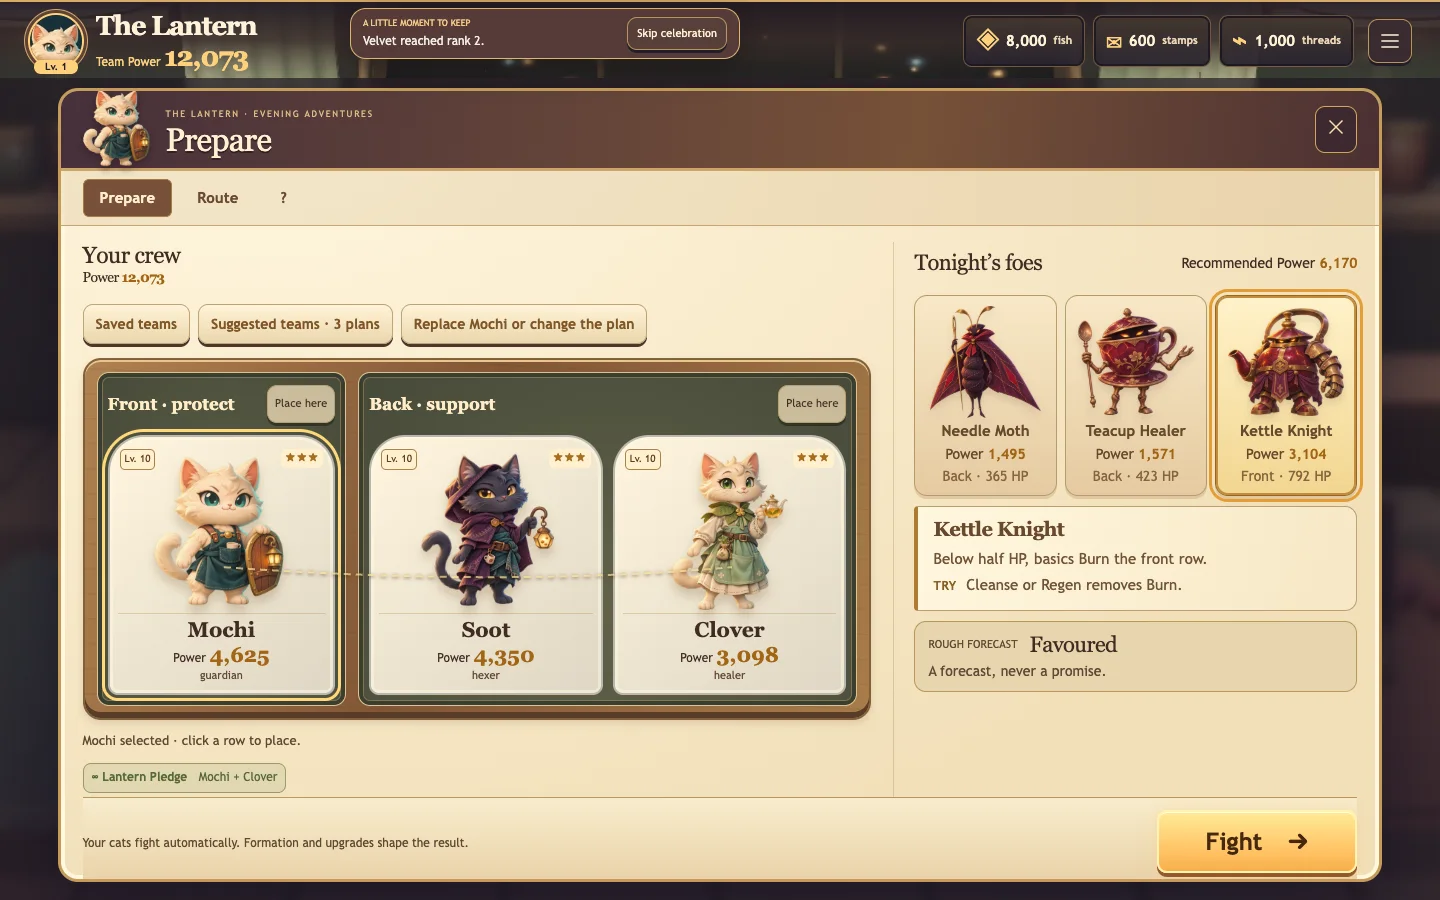 The Lantern
Team Power 12,073
Lv. 1
A LITTLE MOMENT TO KEEP
Velvet reached rank 2.
Skip celebration
8,000 fish
600 stamps
1,000 threads
THE LANTERN · EVENING ADVENTURES
Prepare
Prepare
Route
?
Your crew
Power 12,073
Saved teams
Suggested teams · 3 plans
Replace Mochi or change the plan
Front · protect
Place here
Back · support
Place here
Lv. 10
Mochi
Power 4,625
guardian
Lv. 10
Soot
Power 4,350
hexer
Lv. 10
Clover
Power 3,098
healer
Mochi selected · click a row to place.
∞ Lantern Pledge Mochi + Clover
Tonight’s foes
Recommended Power 6,170
Needle Moth
Power 1,495
Back · 365 HP
Teacup Healer
Power 1,571
Back · 423 HP
Kettle Knight
Power 3,104
Front · 792 HP
Kettle Knight
Below half HP, basics Burn the front row.
TRY Cleanse or Regen removes Burn.
ROUGH FORECAST Favoured
A forecast, never a promise.
Your cats fight automatically. Formation and upgrades shape the result.
Fight →